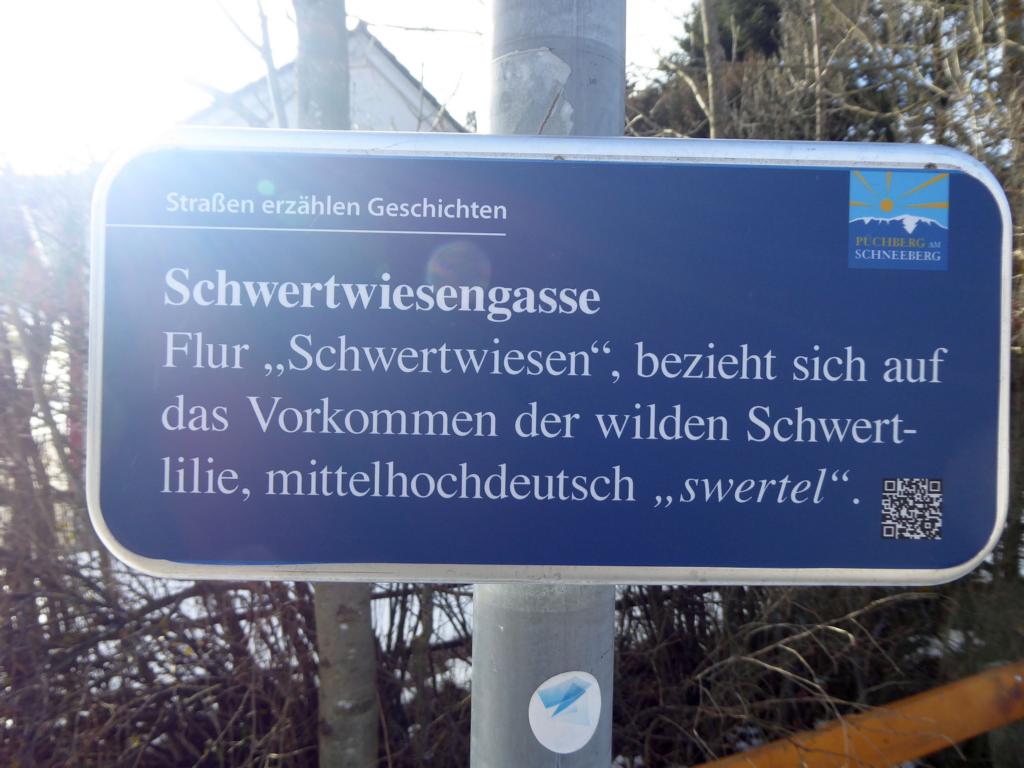 Straßen erzählen Geschichten
PUCHBERG AM
SCHNEEBERG
Schwertwiesengasse
Flur „Schwertwiesen“, bezieht sich auf
das Vorkommen der wilden Schwert-
lilie, mittelhochdeutsch „swertel“.